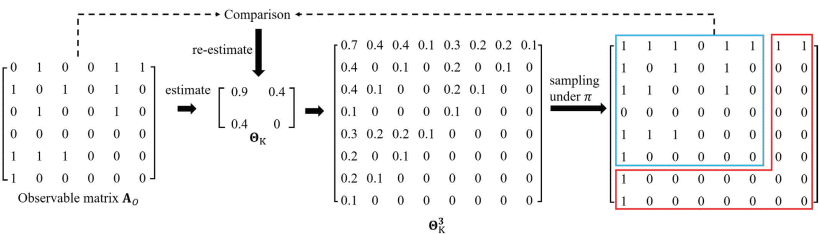 Comparison
re-estimate
0 1 0 0 1 1
1 0 1 0 1 0
0 1 0 0 1 0
0 0 0 0 0 0
1 1 1 0 0 0
1 0 0 0 0 0
Observable matrix A_O
estimate
0.9 0.4
0.4 0
Θ_K
0.7 0.4 0.4 0.1 0.3 0.2 0.2 0.1
0.4 0 0.1 0 0.2 0 0.1 0
0.4 0.1 0 0 0.2 0.1 0 0
0.1 0 0 0 0.1 0 0 0
0.3 0.2 0.2 0.1 0 0 0 0
0.2 0 0.1 0 0 0 0 0
0.2 0.1 0 0 0 0 0 0
0.1 0 0 0 0 0 0 0
Θ_K^3
sampling
under π
1 1 1 0 1 1 1 1
1 0 1 0 1 0 0 0
1 1 0 0 1 0 0 0
0 0 0 0 0 0 0 0
1 1 1 0 0 0 0 0
1 0 0 0 0 0 0 0
1 0 0 0 0 0 0 0
1 0 0 0 0 0 0 0